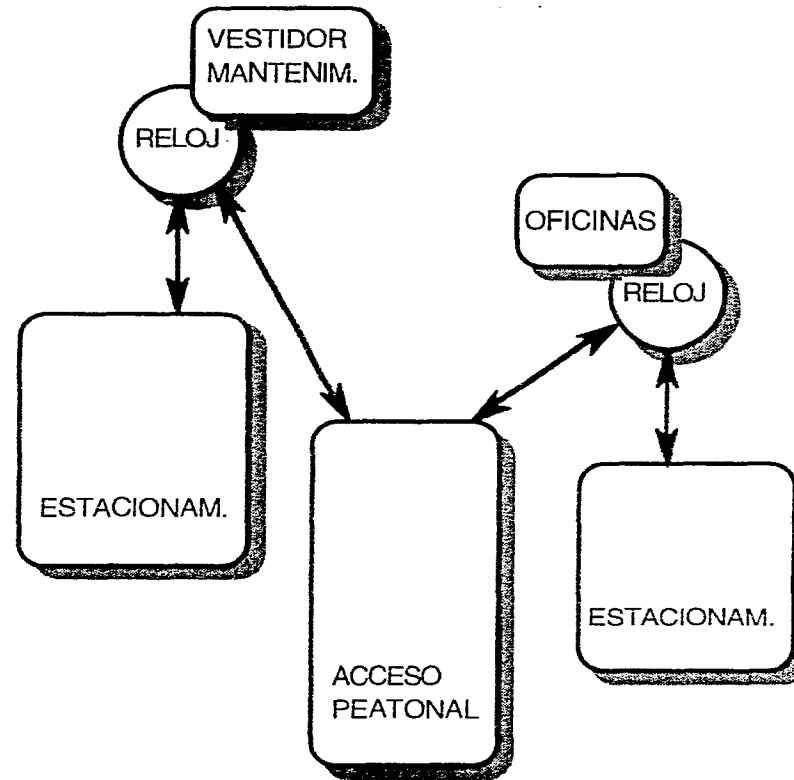 VESTIDOR
MANTENIM.
RELOJ
OFICINAS
RELOJ
ESTACIONAM.
ESTACIONAM.
ACCESO
PEATONAL